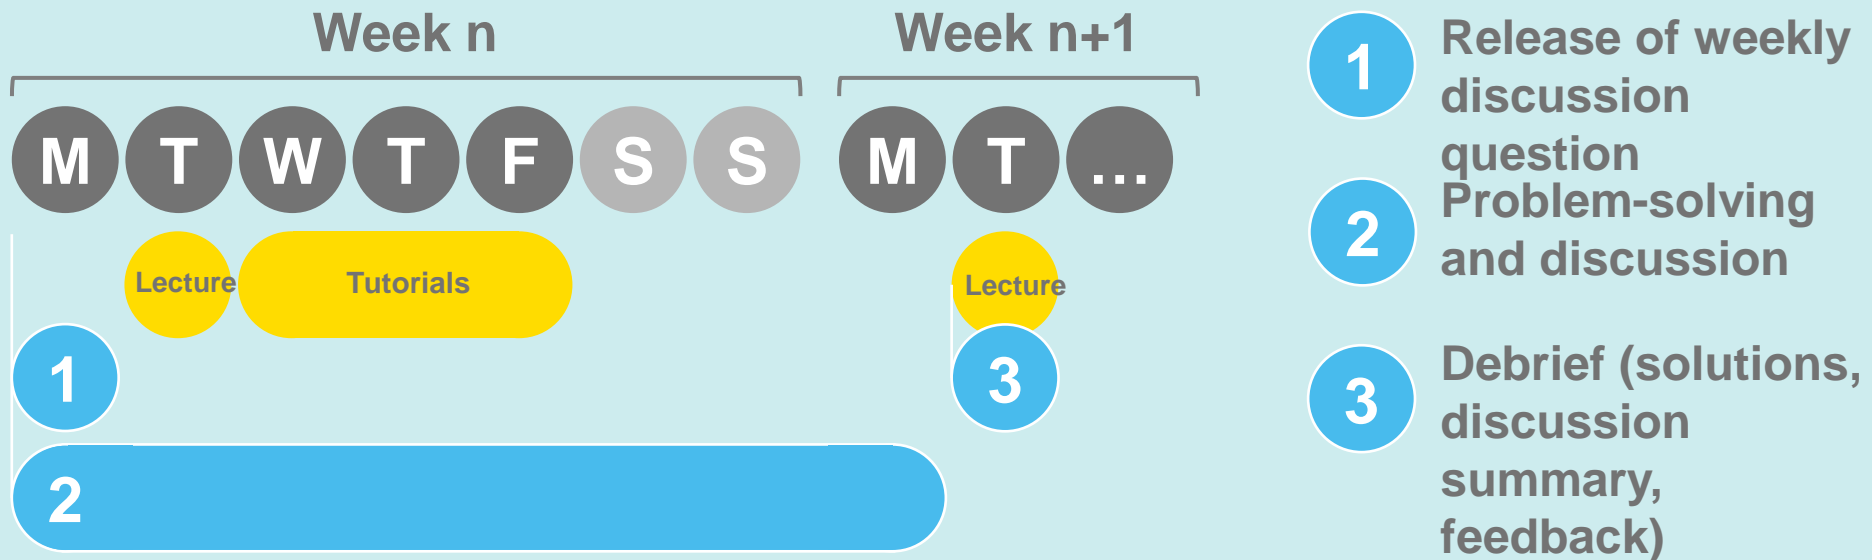 Week n
Week n+1
M T W T F S S M T ...
Lecture
Tutorials
Lecture
1
3
2
1
Release of weekly
discussion
question
2
Problem-solving
and discussion
3
Debrief (solutions,
discussion
summary,
feedback)